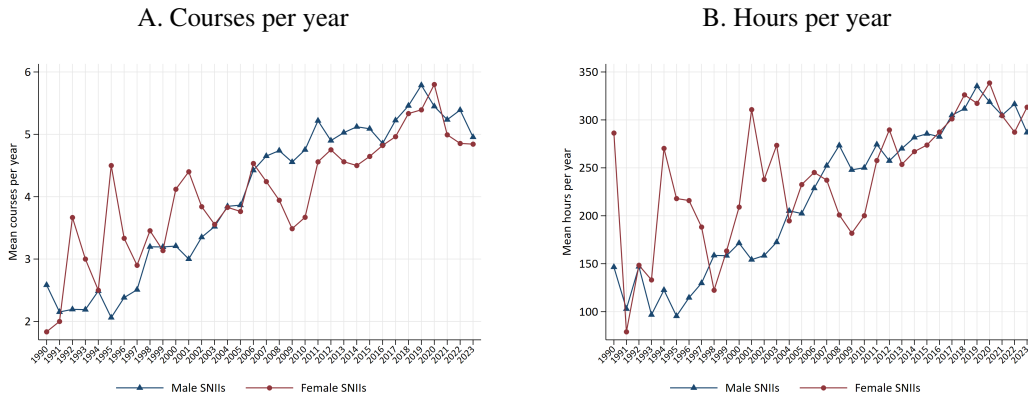 A. Courses per year
B. Hours per year
Mean courses per year
6
5
4
3
2
1990 1991 1992 1993 1994 1995 1996 1997 1998 1999 2000 2001 2002 2003 2004 2005 2006 2007 2008 2009 2010 2011 2012 2013 2014 2015 2016 2017 2018 2019 2020 2021 2022 2023
Male SNIIs Female SNIIs
Mean hours per year
350
300
250
200
150
100
1990 1991 1992 1993 1994 1995 1996 1997 1998 1999 2000 2001 2002 2003 2004 2005 2006 2007 2008 2009 2010 2011 2012 2013 2014 2015 2016 2017 2018 2019 2020 2021 2022 2023
Male SNIIs Female SNIIs